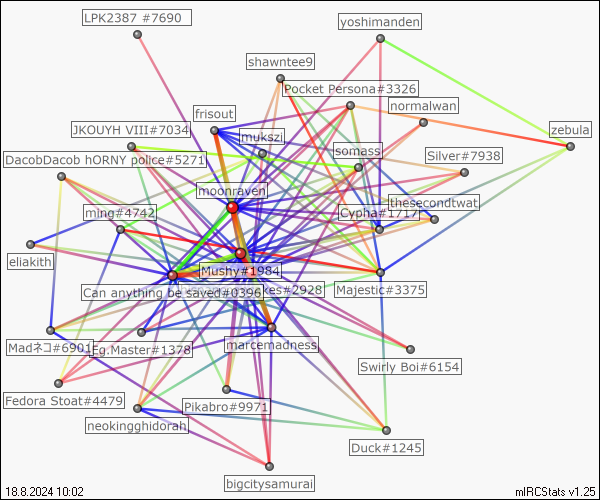 LPK2387 #7690
yoshimanden
shawntee9
Pocket Persona#3326
normalwan
frisout
zebula
JKOUYH VIII#7034
mukszi
somass
DacobDacob hORNY police#5271
Silver#7938
moonraven
thesecondtwat
ming#4742
Cypha#1717
eliakith
Mushy#1984
Can anything be saved#0396
kes#2928
Majestic#3375
Madネコ#6901
Eg.Master#1378
marcemadness
Swirly Boi#6154
Fedora Stoat#4479
Pikabro#9971
neokingghidorah
Duck#1245
bigcitysamurai
18.8.2024 10:02
mIRCStats v1.25